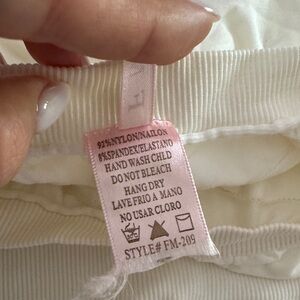 92%NYLON/NAILON
8%SPANDEX/ELASTANO
HAND WASH CHLD
DO NOT BLEACH
HANG DRY
LAVE FRIO A MANO
NO USAR CLORO
STYLE# FM-209